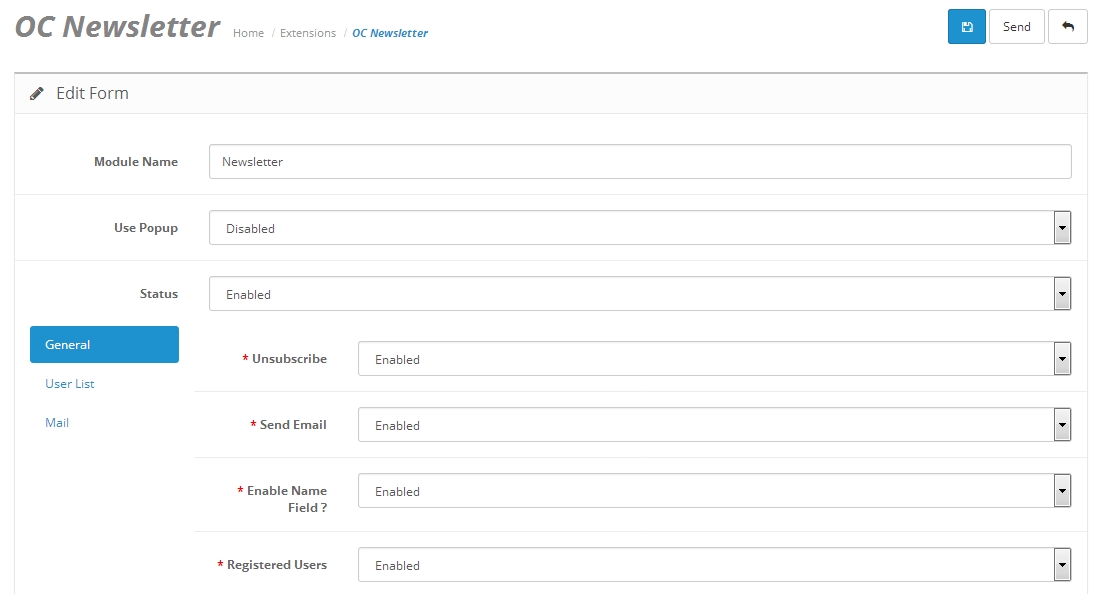 OC Newsletter Home / Extensions / OC Newsletter Send
Edit Form
Module Name Newsletter
Use Popup Disabled
Status Enabled
General
* Unsubscribe Enabled
User List
* Send Email Enabled
Mail
* Enable Name Enabled
Field ?
* Registered Users Enabled